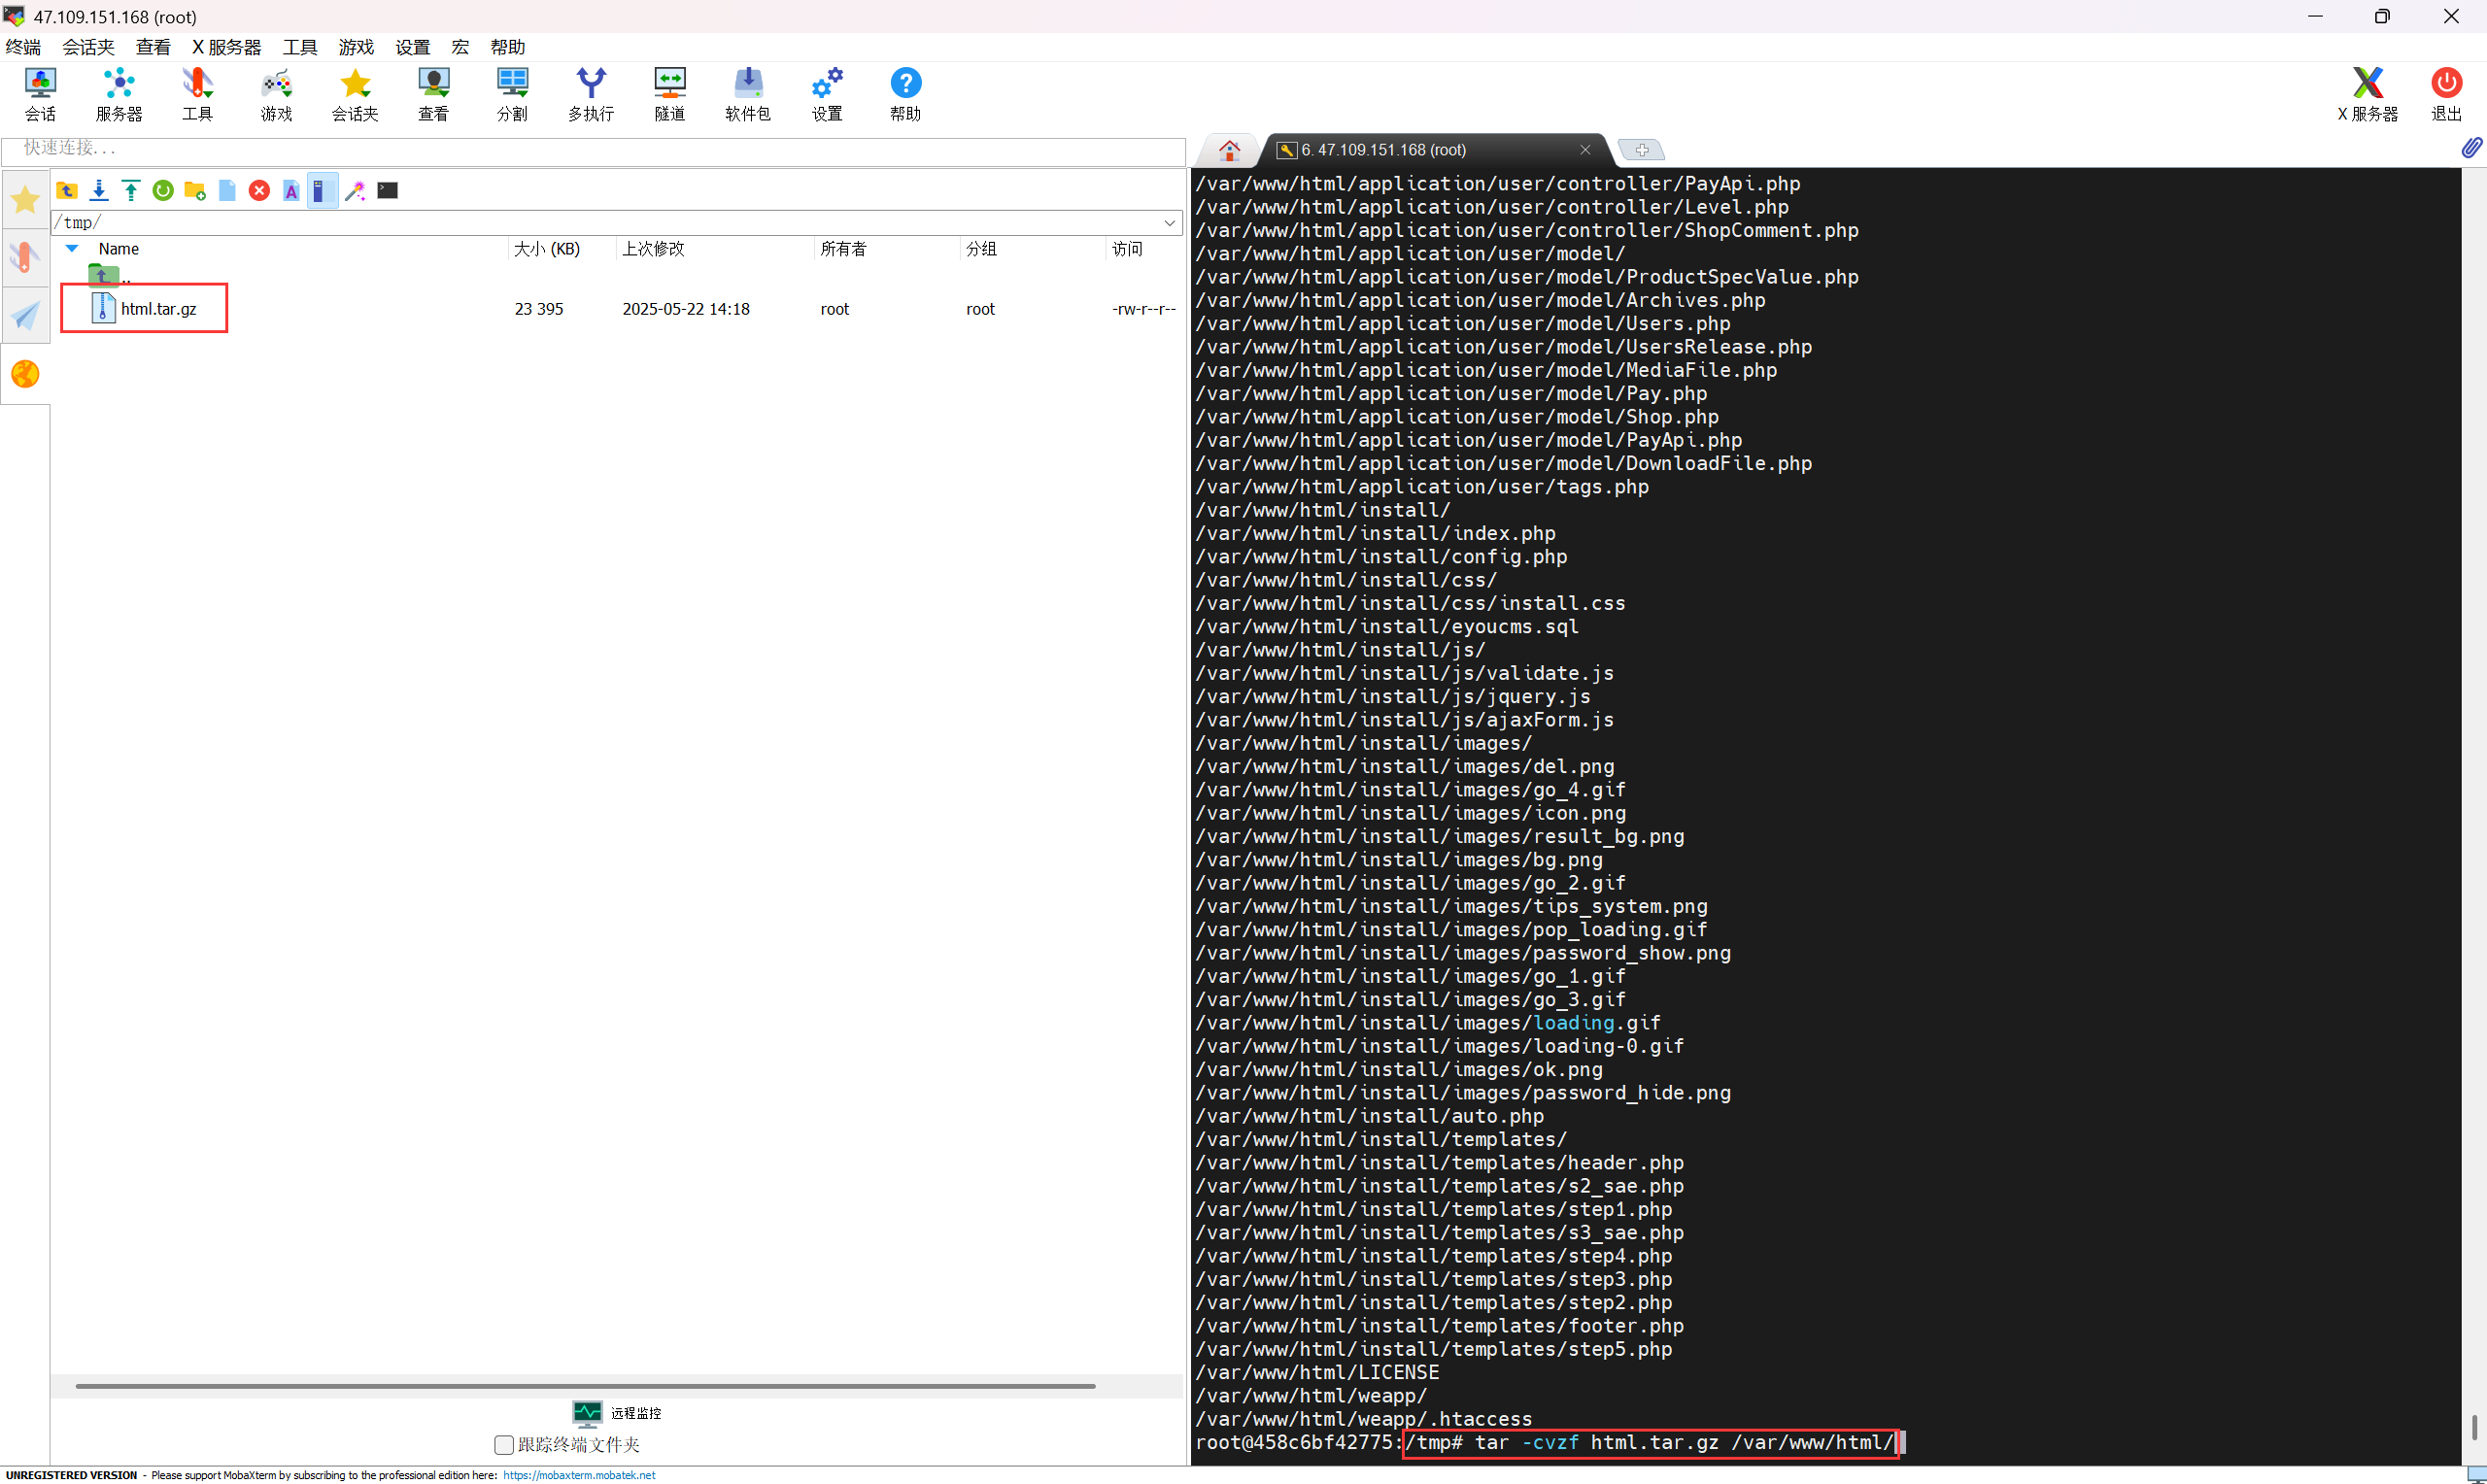 47.109.151.168 (root)
终端 会话夹 查看 X 服务器 工具 游戏 设置 宏 帮助
会话 服务器 工具 游戏 会话夹 查看 分割 多执行 隧道 软件包 设置 帮助 X 服务器 退出
快速连接...
6. 47.109.151.168 (root)
/tmp/
Name 大小 (KB) 上次修改 所有者 分组 访问
..
html.tar.gz 23 395 2025-05-22 14:18 root root -rw-r--r--
远程监控
跟踪终端文件夹
/var/www/html/application/user/controller/PayApi.php
/var/www/html/application/user/controller/Level.php
/var/www/html/application/user/controller/ShopComment.php
/var/www/html/application/user/model/
/var/www/html/application/user/model/ProductSpecValue.php
/var/www/html/application/user/model/Archives.php
/var/www/html/application/user/model/Users.php
/var/www/html/application/user/model/UsersRelease.php
/var/www/html/application/user/model/MediaFile.php
/var/www/html/application/user/model/Pay.php
/var/www/html/application/user/model/Shop.php
/var/www/html/application/user/model/PayApi.php
/var/www/html/application/user/model/DownloadFile.php
/var/www/html/application/user/tags.php
/var/www/html/install/
/var/www/html/install/index.php
/var/www/html/install/config.php
/var/www/html/install/css/
/var/www/html/install/css/install.css
/var/www/html/install/eyoucms.sql
/var/www/html/install/js/
/var/www/html/install/js/validate.js
/var/www/html/install/js/jquery.js
/var/www/html/install/js/ajaxForm.js
/var/www/html/install/images/
/var/www/html/install/images/del.png
/var/www/html/install/images/go_4.gif
/var/www/html/install/images/icon.png
/var/www/html/install/images/result_bg.png
/var/www/html/install/images/bg.png
/var/www/html/install/images/go_2.gif
/var/www/html/install/images/tips_system.png
/var/www/html/install/images/pop_loading.gif
/var/www/html/install/images/password_show.png
/var/www/html/install/images/go_1.gif
/var/www/html/install/images/go_3.gif
/var/www/html/install/images/loading.gif
/var/www/html/install/images/loading-0.gif
/var/www/html/install/images/ok.png
/var/www/html/install/images/password_hide.png
/var/www/html/install/auto.php
/var/www/html/install/templates/
/var/www/html/install/templates/header.php
/var/www/html/install/templates/s2_sae.php
/var/www/html/install/templates/step1.php
/var/www/html/install/templates/s3_sae.php
/var/www/html/install/templates/step4.php
/var/www/html/install/templates/step3.php
/var/www/html/install/templates/step2.php
/var/www/html/install/templates/footer.php
/var/www/html/install/templates/step5.php
/var/www/html/LICENSE
/var/www/html/weapp/
/var/www/html/weapp/.htaccess
root@458c6bf42775:/tmp# tar -cvzf html.tar.gz /var/www/html/
UNREGISTERED VERSION - Please support MobaXterm by subscribing to the professional edition here: https://mobaxterm.mobatek.net